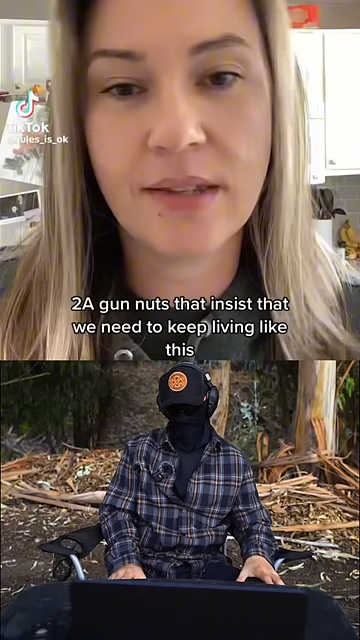 TikTok
@jules_is_ok
2A gun nuts that insist that
we need to keep living like
this